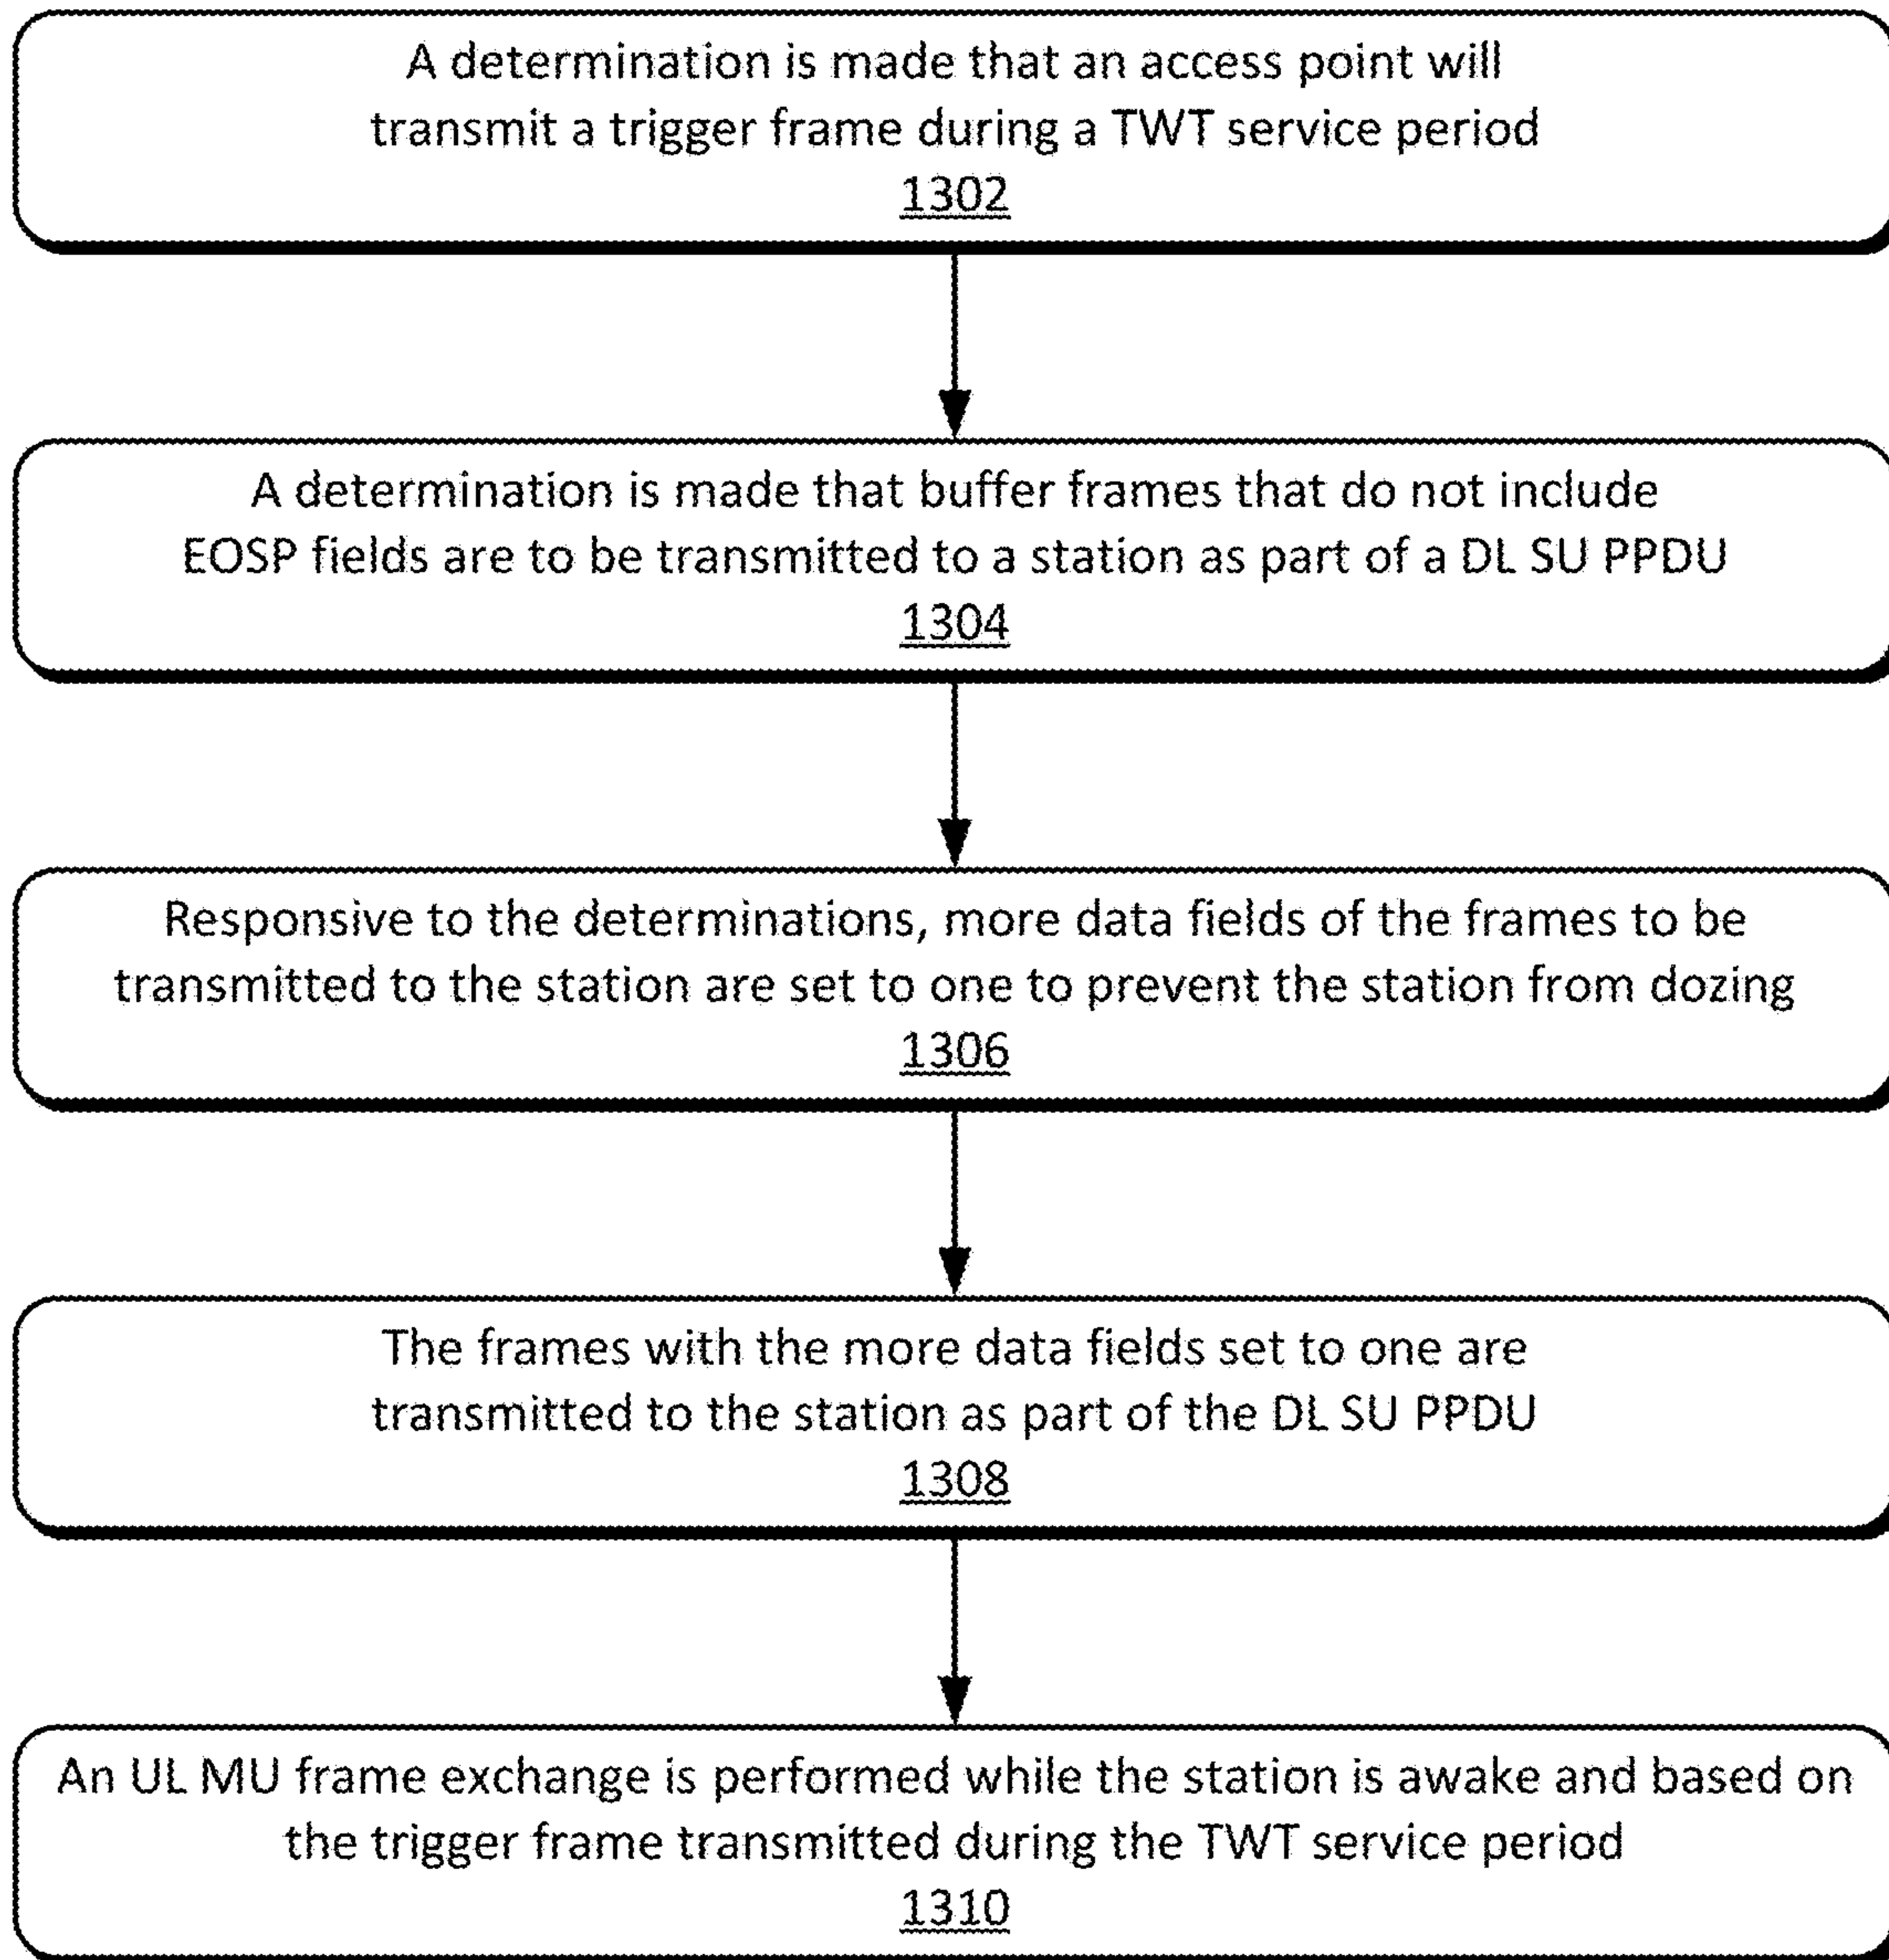 A determination is made that an access point will
transmit a trigger frame during a TWT service period
1302
A determination is made that buffer frames that do not include
EOSP fields are to be transmitted to a station as part of a DL SU PPDU
1304
Responsive to the determinations, more data fields of the frames to be
transmitted to the station are set to one to prevent the station from dozing
1306
The frames with the more data fields set to one are
transmitted to the station as part of the DL SU PPDU
1308
An UL MU frame exchange is performed while the station is awake and based on
the trigger frame transmitted during the TWT service period
1310